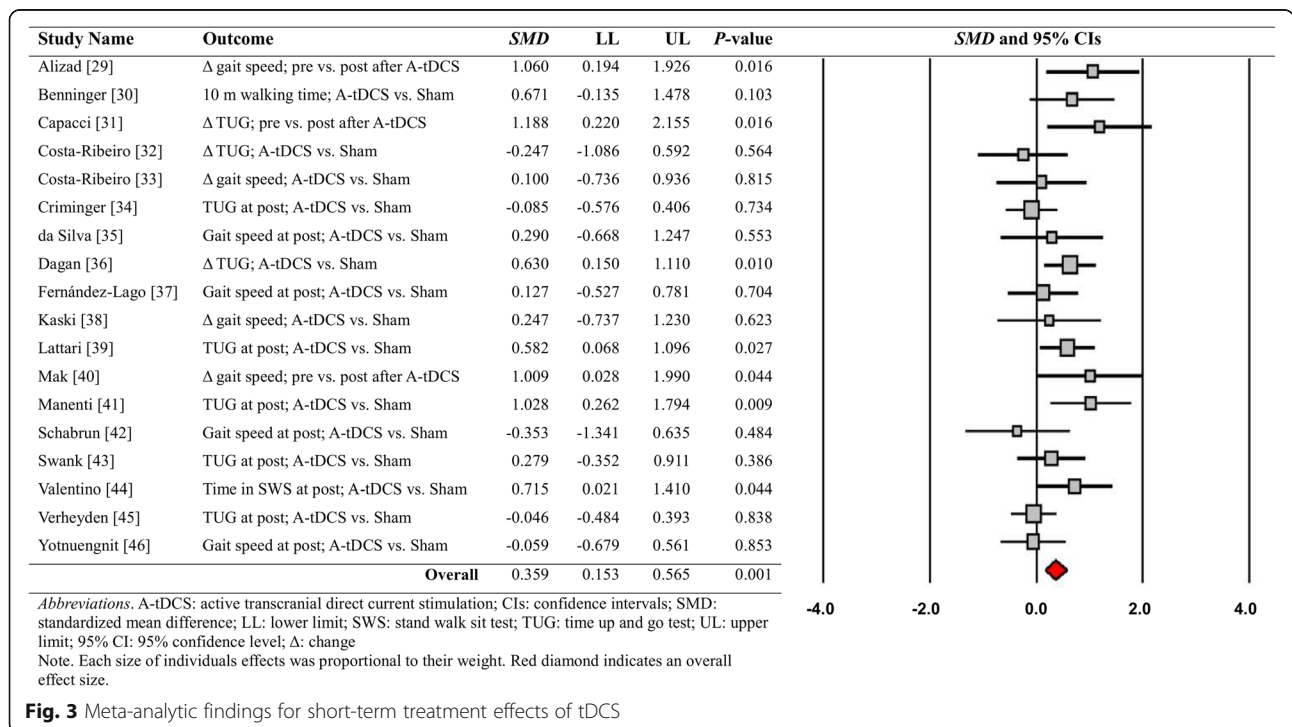 Study Name Outcome SMD LL UL P-value SMD and 95% CIs
Alizad [29] Δ gait speed; pre vs. post after A-tDCS 1.060 0.194 1.926 0.016
Benninger [30] 10 m walking time; A-tDCS vs. Sham 0.671 -0.135 1.478 0.103
Capacci [31] Δ TUG; pre vs. post after A-tDCS 1.188 0.220 2.155 0.016
Costa-Ribeiro [32] Δ TUG; A-tDCS vs. Sham -0.247 -1.086 0.592 0.564
Costa-Ribeiro [33] Δ gait speed; A-tDCS vs. Sham 0.100 -0.736 0.936 0.815
Criminger [34] TUG at post; A-tDCS vs. Sham -0.085 -0.576 0.406 0.734
da Silva [35] Gait speed at post; A-tDCS vs. Sham 0.290 -0.668 1.247 0.553
Dagan [36] Δ TUG; A-tDCS vs. Sham 0.630 0.150 1.110 0.010
Fernández-Lago [37] Gait speed at post; A-tDCS vs. Sham 0.127 -0.527 0.781 0.704
Kaski [38] Δ gait speed; A-tDCS vs. Sham 0.247 -0.737 1.230 0.623
Lattari [39] TUG at post; A-tDCS vs. Sham 0.582 0.068 1.096 0.027
Mak [40] Δ gait speed; pre vs. post after A-tDCS 1.009 0.028 1.990 0.044
Manenti [41] TUG at post; A-tDCS vs. Sham 1.028 0.262 1.794 0.009
Schabrun [42] Gait speed at post; A-tDCS vs. Sham -0.353 -1.341 0.635 0.484
Swank [43] TUG at post; A-tDCS vs. Sham 0.279 -0.352 0.911 0.386
Valentino [44] Time in SWS at post; A-tDCS vs. Sham 0.715 0.021 1.410 0.044
Verheyden [45] TUG at post; A-tDCS vs. Sham -0.046 -0.484 0.393 0.838
Yotnuengnit [46] Gait speed at post; A-tDCS vs. Sham -0.059 -0.679 0.561 0.853
Overall 0.359 0.153 0.565 0.001
-4.0 -2.0 0.0 2.0 4.0
Abbreviations. A-tDCS: active transcranial direct current stimulation; CIs: confidence intervals; SMD:
standardized mean difference; LL: lower limit; SWS: stand walk sit test; TUG: time up and go test; UL: upper
limit; 95% CI: 95% confidence level; Δ: change
Note. Each size of individuals effects was proportional to their weight. Red diamond indicates an overall
effect size.
Fig. 3 Meta-analytic findings for short-term treatment effects of tDCS